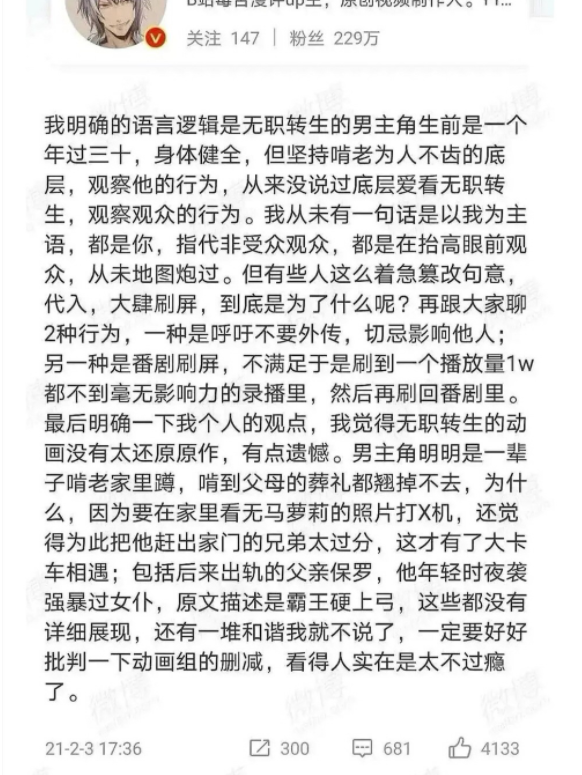 B站毒舌漫评up主，原创视频制作人。YT...
关注 147 | 粉丝 229万
我明确的语言逻辑是无职转生的男主角生前是一个
年过三十，身体健全，但坚持啃老为人不齿的底
层，观察他的行为，从来没说过底层爱看无职转
生，观察观众的行为。我从未有一句话是以我为主
语，都是你，指代非受众观众，都是在抬高眼前观
众，从未地图炮过。但有些人这么着急篡改句意，
代入，大肆刷屏，到底是为了什么呢？再跟大家聊
2种行为，一种是呼吁不要外传，切忌影响他人；
另一种是番剧刷屏，不满足于是刷到一个播放量1w
都不到毫无影响力的录播里，然后再刷回番剧里。
最后明确一下我个人的观点，我觉得无职转生的动
画没有太还原原作，有点遗憾。男主角明明是一辈
子啃老家里蹲，啃到父母的葬礼都翘掉不去，为什
么，因为要在家里看无马萝莉的照片打X机，还觉
得为此把他赶出家门的兄弟太过分，这才有了大卡
车相遇；包括后来出轨的父亲保罗，他年轻时夜袭
强暴过女仆，原文描述是霸王硬上弓，这些都没有
详细展现，还有一堆和谐我就不说了，一定要好好
批判一下动画组的删减，看得人实在是太不过瘾
了。
21-2-3 17:36 300 681 4133